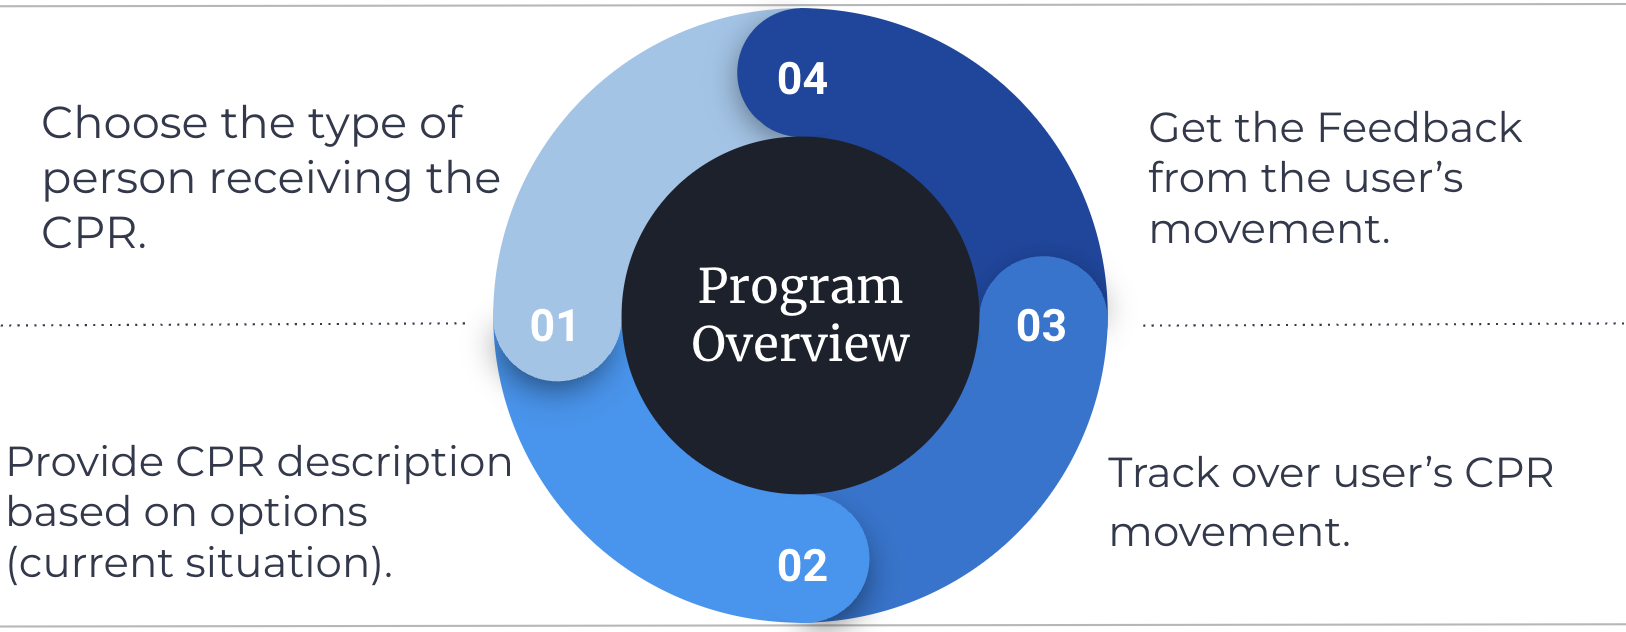 Choose the type of
person receiving the
CPR.
01
Provide CPR description
based on options
(current situation).
02
Program
Overview
04
Get the Feedback
from the user’s
movement.
03
Track over user’s CPR
movement.